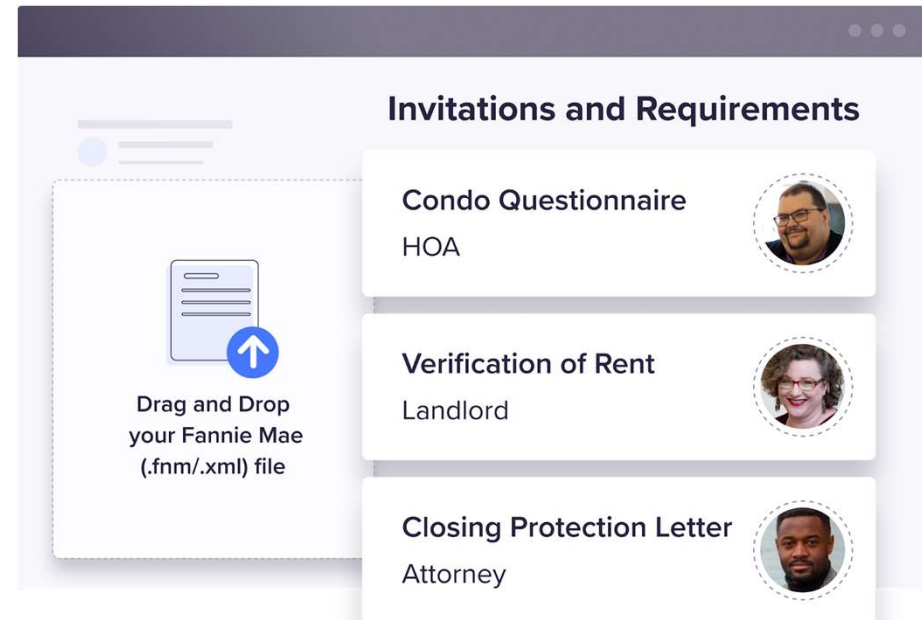 Invitations and Requirements
Condo Questionnaire
HOA
Verification of Rent
Landlord
Closing Protection Letter
Attorney
Drag and Drop
your Fannie Mae
(.fnm/.xml) file